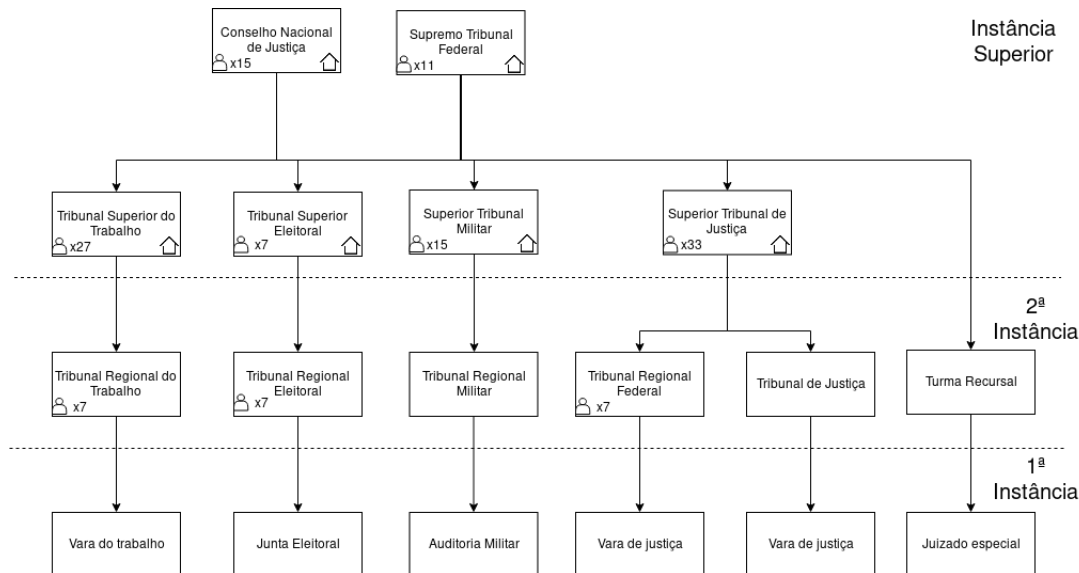 Conselho Nacional
de Justiça
x15
Supremo Tribunal
Federal
x11
Instância
Superior
Tribunal Superior do
Trabalho
x27
Tribunal Superior
Eleitoral
x7
Superior Tribunal
Militar
x15
Superior Tribunal de
Justiça
x33
2ª
Instância
Tribunal Regional do
Trabalho
x7
Tribunal Regional
Eleitoral
x7
Tribunal Regional
Militar
Tribunal Regional
Federal
x7
Tribunal de Justiça
Turma Recursal
1ª
Instância
Vara do trabalho
Junta Eleitoral
Auditoria Militar
Vara de justiça
Vara de justiça
Juizado especial